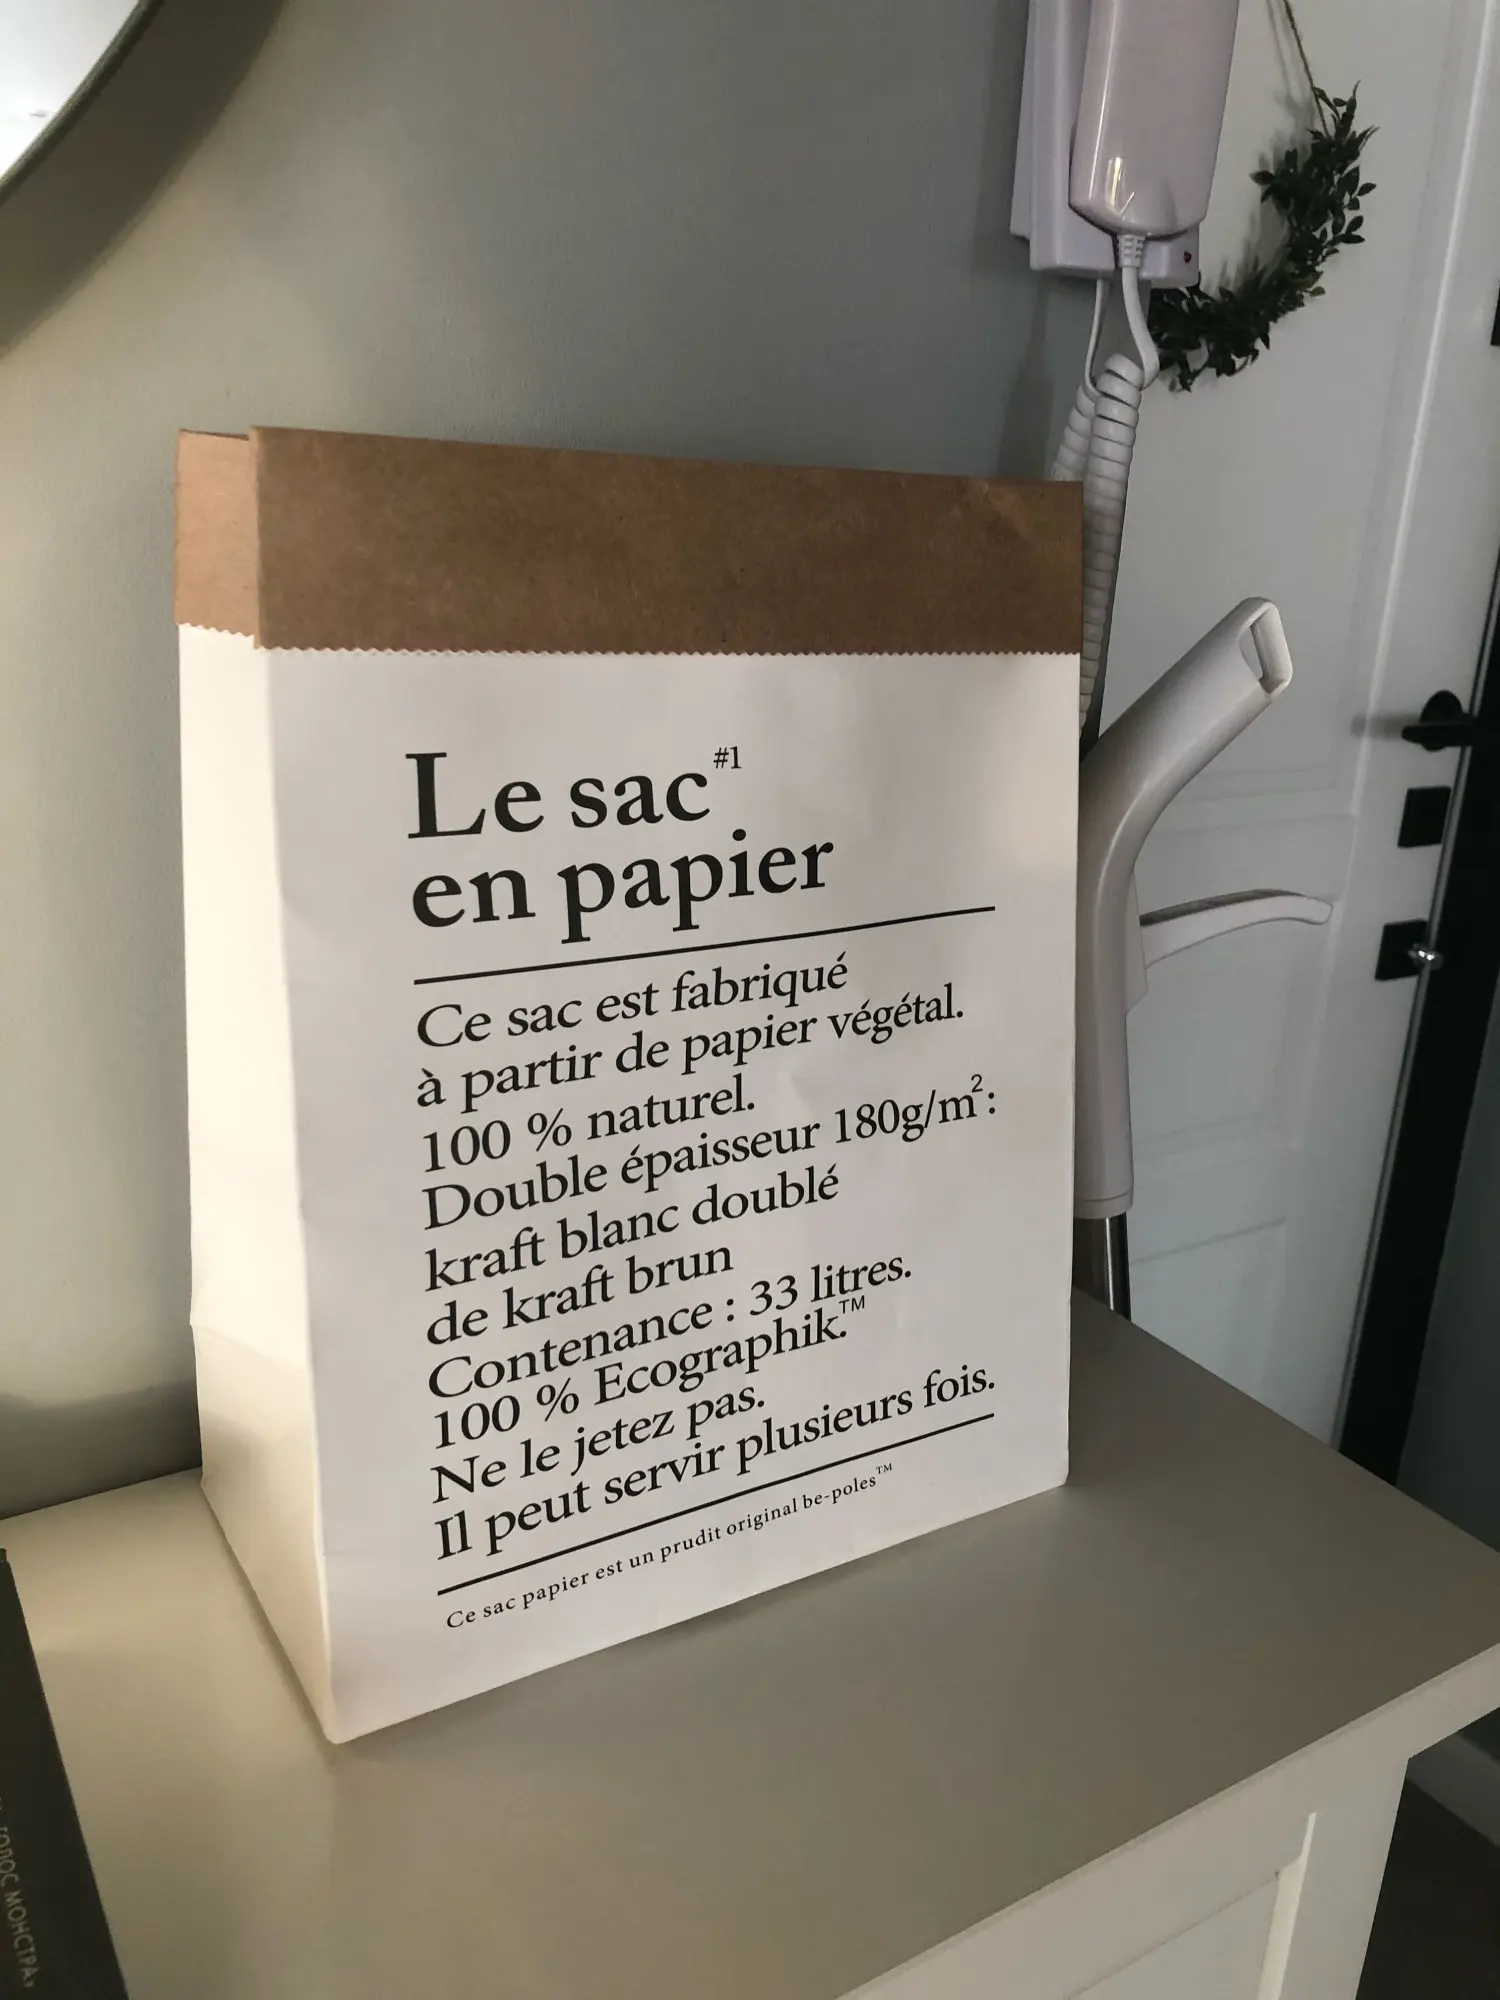 Le sac #1
en papier
Ce sac est fabriqué
à partir de papier végétal.
100 % naturel.
Double épaisseur 180g/m²:
kraft blanc doublé
de kraft brun
Contenance : 33 litres.
100 % Ecographik.™
Ne le jetez pas.
Il peut servir plusieurs fois.
Ce sac papier est un prudit original be-poles™
ГОЛОС МОНСТРА»